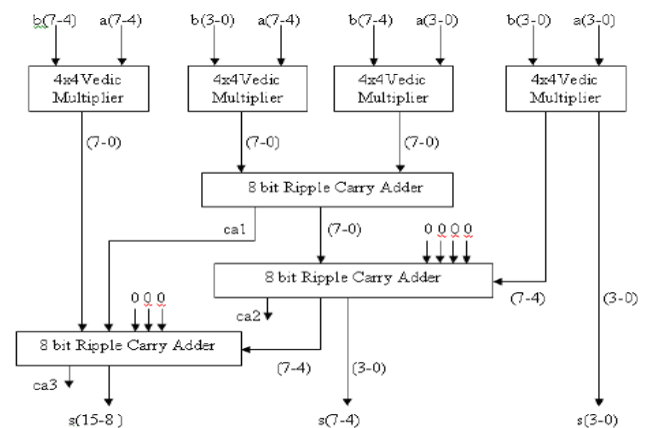 b(7-4) a(7-4) b(3-0) a(7-4) b(7-4) a(3-0) b(3-0) a(3-0)
4x4 Vedic Multiplier
4x4 Vedic Multiplier
4x4 Vedic Multiplier
4x4 Vedic Multiplier
(7-0) (7-0) (7-0)
8 bit Ripple Carry Adder
ca1 (7-0) 0 0 0 0
8 bit Ripple Carry Adder
(7-4) (3-0)
ca2
0 0 0
8 bit Ripple Carry Adder
(7-4) (3-0)
ca3
s(15-8) s(7-4) s(3-0)